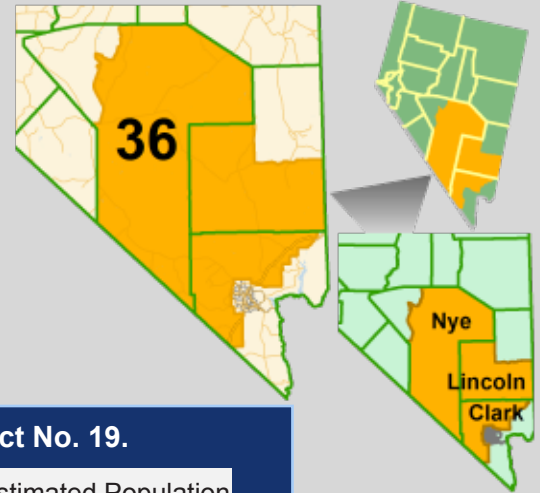 36
Nye
Lincoln
Clark
ct No. 19.
stimated Population